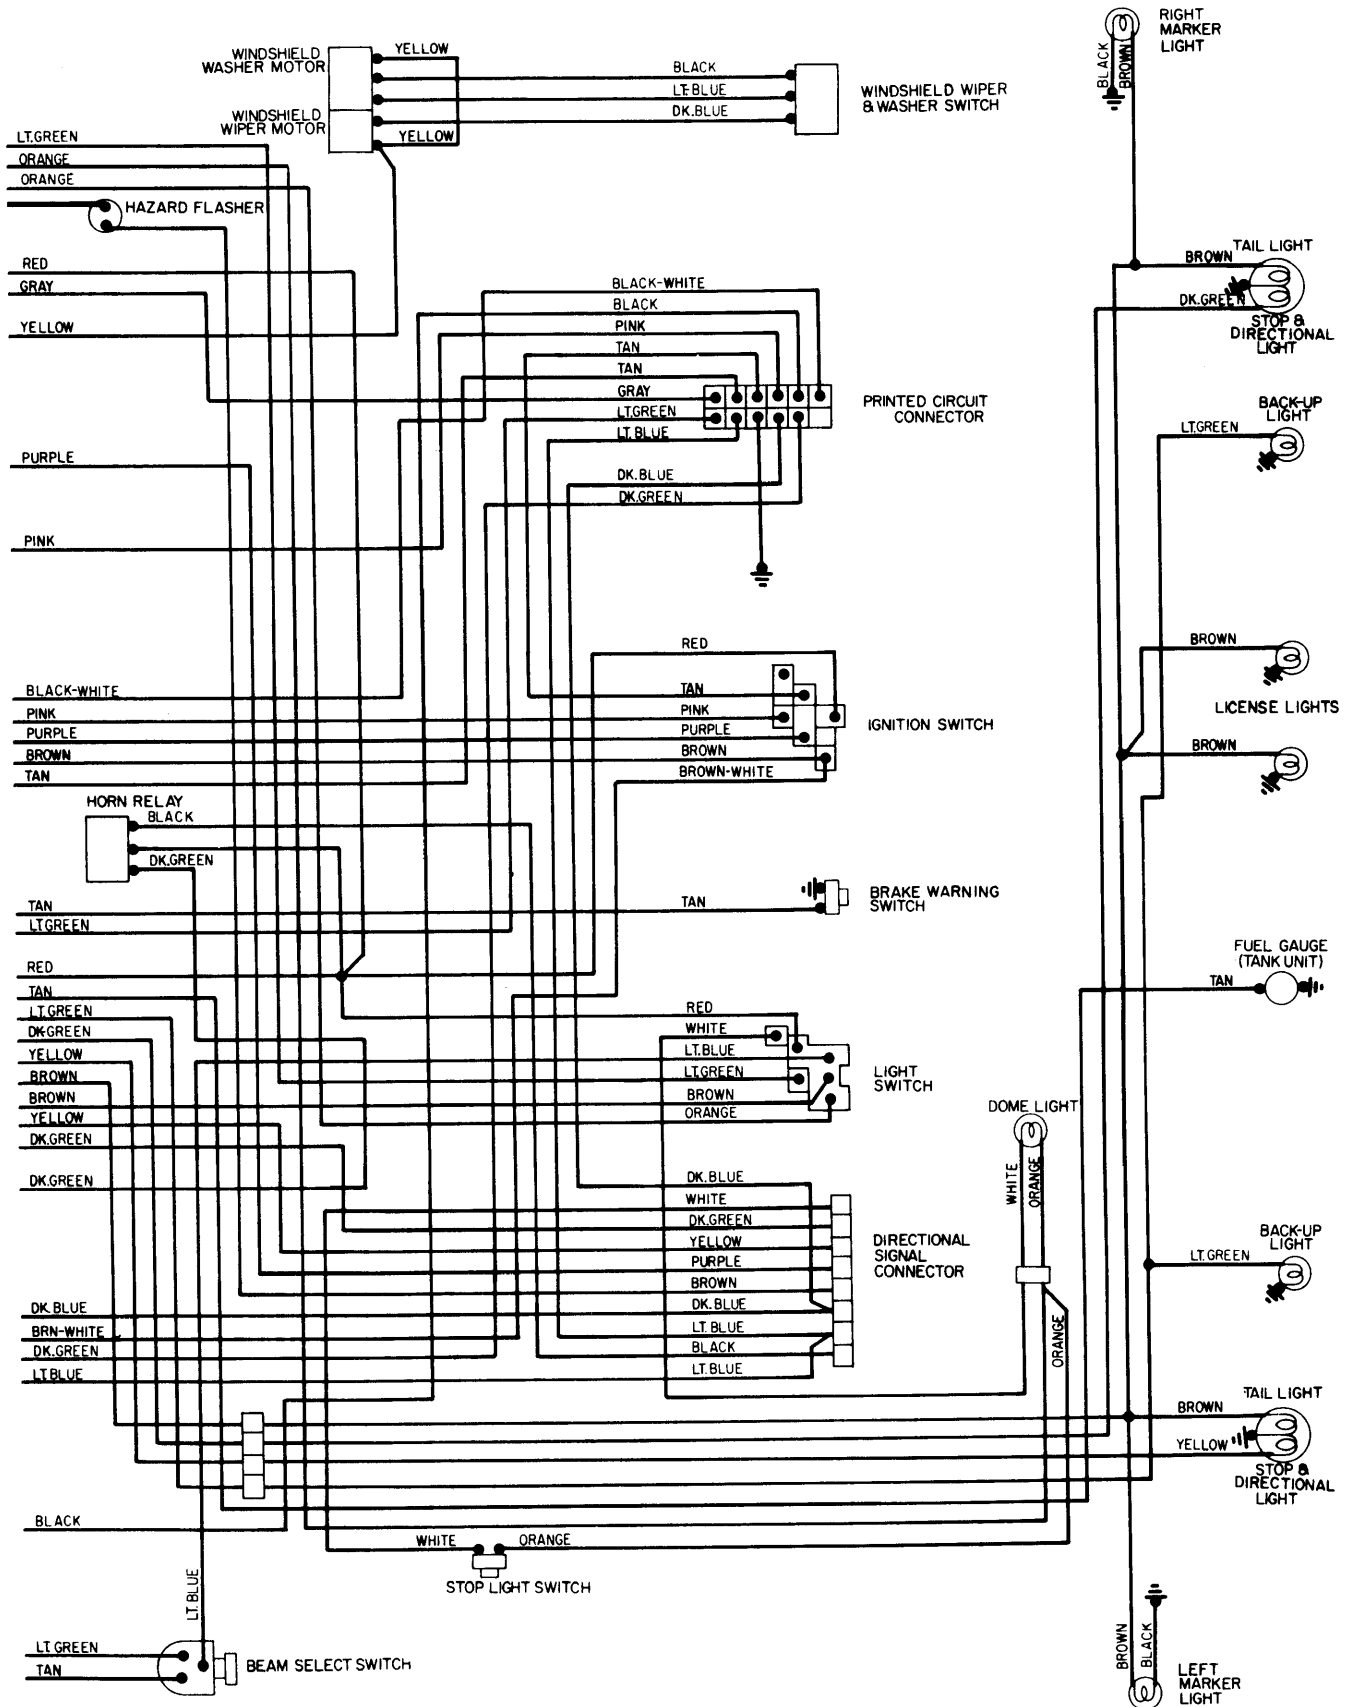 RIGHT
MARKER
LIGHT
BLACK
BROWN
WINDSHIELD
WASHER MOTOR
YELLOW
BLACK
LT.BLUE
DK.BLUE
WINDSHIELD WIPER
& WASHER SWITCH
WINDSHIELD
WIPER MOTOR
YELLOW
LT.GREEN
ORANGE
ORANGE
HAZARD FLASHER
RED
GRAY
YELLOW
TAIL LIGHT
BROWN
DK.GREEN
STOP &
DIRECTIONAL
LIGHT
BLACK-WHITE
BLACK
PINK
TAN
TAN
GRAY
LT.GREEN
LT. BLUE
DK.BLUE
DK.GREEN
PRINTED CIRCUIT
CONNECTOR
BACK-UP
LIGHT
LT.GREEN
PURPLE
PINK
RED
TAN
PINK
PURPLE
BROWN
BROWN-WHITE
IGNITION SWITCH
BROWN
LICENSE LIGHTS
BROWN
BLACK-WHITE
PINK
PURPLE
BROWN
TAN
HORN RELAY
BLACK
DK.GREEN
TAN
LT.GREEN
TAN
BRAKE WARNING
SWITCH
FUEL GAUGE
(TANK UNIT)
TAN
RED
TAN
LT.GREEN
DK-GREEN
YELLOW
BROWN
BROWN
YELLOW
DK.GREEN
DK.GREEN
RED
WHITE
LT.BLUE
LT.GREEN
BROWN
ORANGE
LIGHT
SWITCH
DOME LIGHT
WHITE
ORANGE
DK.BLUE
WHITE
DK.GREEN
YELLOW
PURPLE
BROWN
DK.BLUE
LT.BLUE
BLACK
LT.BLUE
DIRECTIONAL
SIGNAL
CONNECTOR
BACK-UP
LIGHT
LT.GREEN
ORANGE
DK.BLUE
BRN-WHITE
DK.GREEN
LT.BLUE
TAIL LIGHT
BROWN
YELLOW
STOP &
DIRECTIONAL
LIGHT
BLACK
WHITE
ORANGE
STOP LIGHT SWITCH
LT.BLUE
LT.GREEN
TAN
BEAM SELECT SWITCH
BROWN
BLACK
LEFT
MARKER
LIGHT